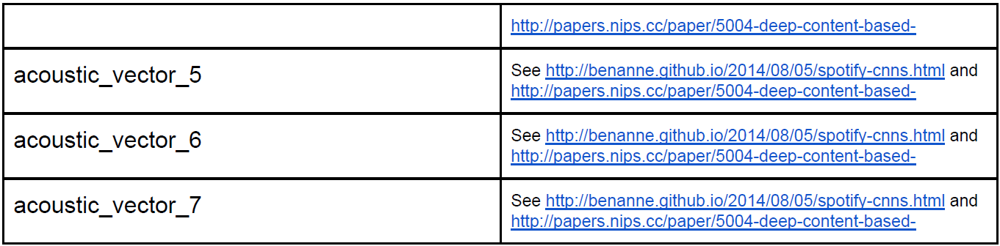 http://papers.nips.cc/paper/5004-deep-content-based-
acoustic_vector_5
See http://benanne.github.io/2014/08/05/spotify-cnns.html and
http://papers.nips.cc/paper/5004-deep-content-based-
acoustic_vector_6
See http://benanne.github.io/2014/08/05/spotify-cnns.html and
http://papers.nips.cc/paper/5004-deep-content-based-
acoustic_vector_7
See http://benanne.github.io/2014/08/05/spotify-cnns.html and
http://papers.nips.cc/paper/5004-deep-content-based-